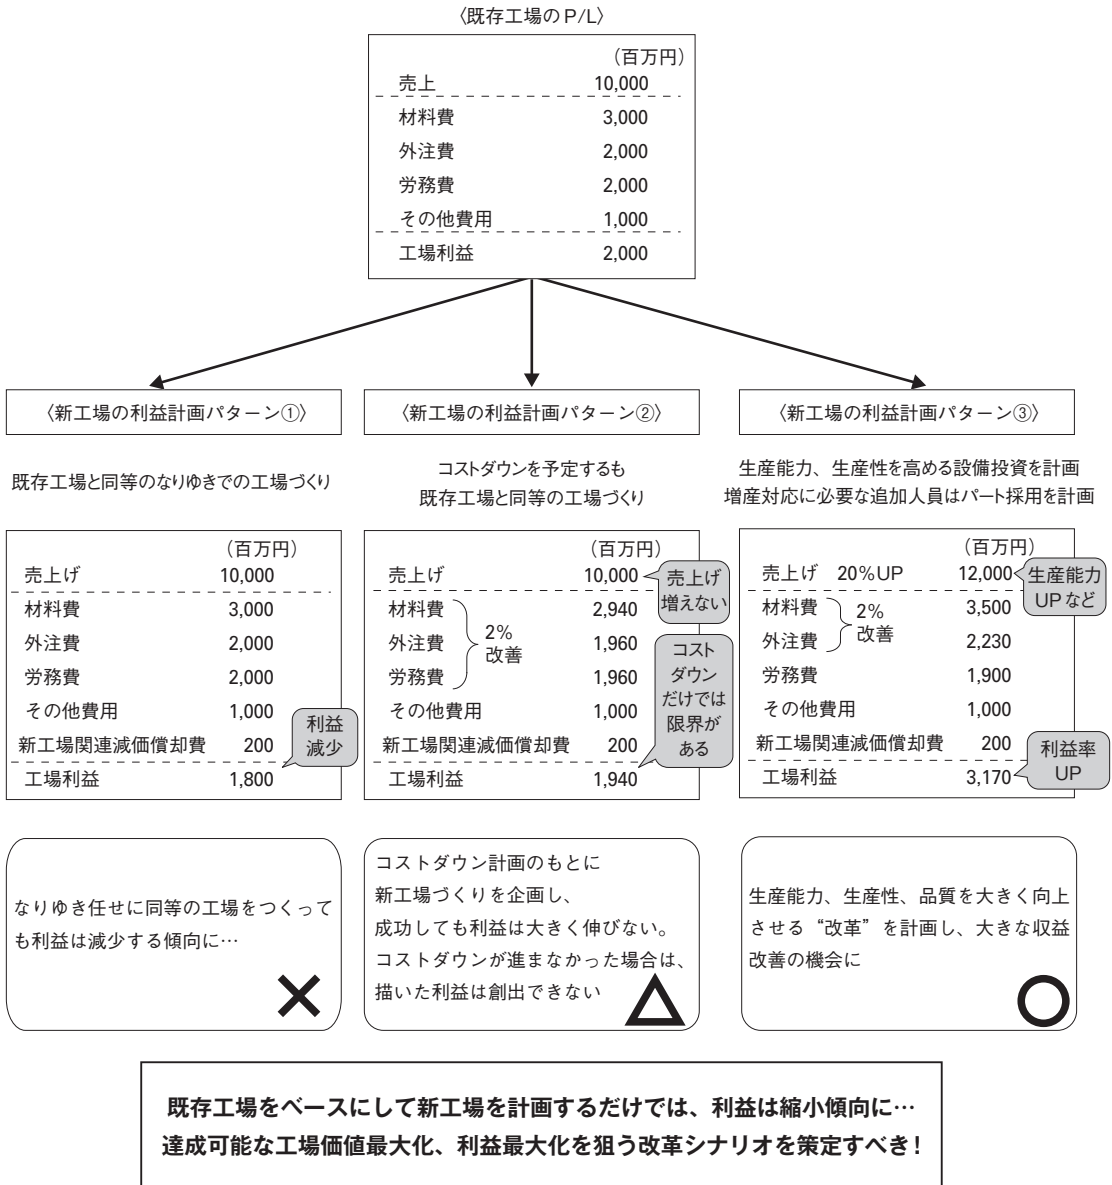 〈既存工場のP/L〉
（百万円）
売上 10,000
材料費 3,000
外注費 2,000
労務費 2,000
その他費用 1,000
工場利益 2,000
〈新工場の利益計画パターン①〉
既存工場と同等のなりゆきでの工場づくり
（百万円）
売上げ 10,000
材料費 3,000
外注費 2,000
労務費 2,000
その他費用 1,000
新工場関連減価償却費 200
工場利益 1,800
利益
減少
なりゆき任せに同等の工場をつくって
も利益は減少する傾向に…
〈新工場の利益計画パターン②〉
コストダウンを予定するも
既存工場と同等の工場づくり
（百万円）
売上げ 10,000
材料費 2,940
外注費 1,960
労務費 1,960
2%
改善
その他費用 1,000
新工場関連減価償却費 200
工場利益 1,940
売上げ
増えない
コスト
ダウン
だけでは
限界が
ある
コストダウン計画のもとに
新工場づくりを企画し、
成功しても利益は大きく伸びない。
コストダウンが進まなかった場合は、
描いた利益は創出できない
〈新工場の利益計画パターン③〉
生産能力、生産性を高める設備投資を計画
増産対応に必要な追加人員はパート採用を計画
（百万円）
売上げ 20%UP 12,000
材料費 3,500
外注費 2,230
2%
改善
労務費 1,900
その他費用 1,000
新工場関連減価償却費 200
工場利益 3,170
生産能力
UPなど
利益率
UP
生産能力、生産性、品質を大きく向上
させる“改革”を計画し、大きな収益
改善の機会に
既存工場をベースにして新工場を計画するだけでは、利益は縮小傾向に…
達成可能な工場価値最大化、利益最大化を狙う改革シナリオを策定すべき！